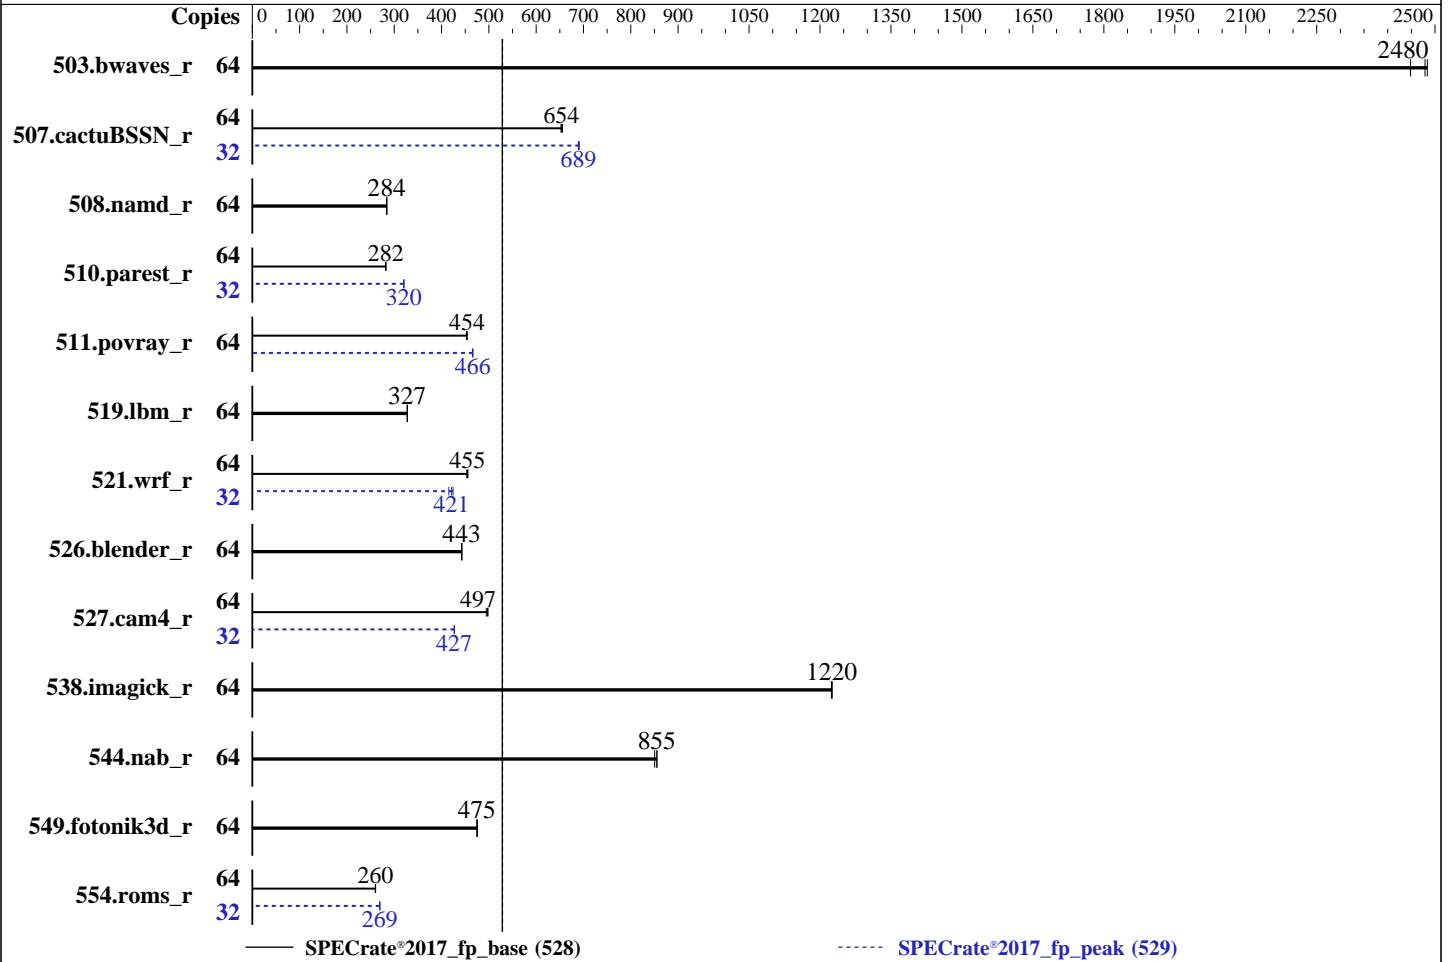 Copies 0 100 200 300 400 500 600 700 800 900 1050 1200 1350 1500 1650 1800 1950 2100 2250 2500
503.bwaves_r 64 2480
507.cactuBSSN_r 64 654
32 689
508.namd_r 64 284
510.parest_r 64 282
32 320
511.povray_r 64 454
466
519.lbm_r 64 327
521.wrf_r 64 455
32 421
526.blender_r 64 443
527.cam4_r 64 497
32 427
538.imagick_r 64 1220
544.nab_r 64 855
549.fotonik3d_r 64 475
554.roms_r 64 260
32 269
SPECrate®2017_fp_base (528) SPECrate®2017_fp_peak (529)